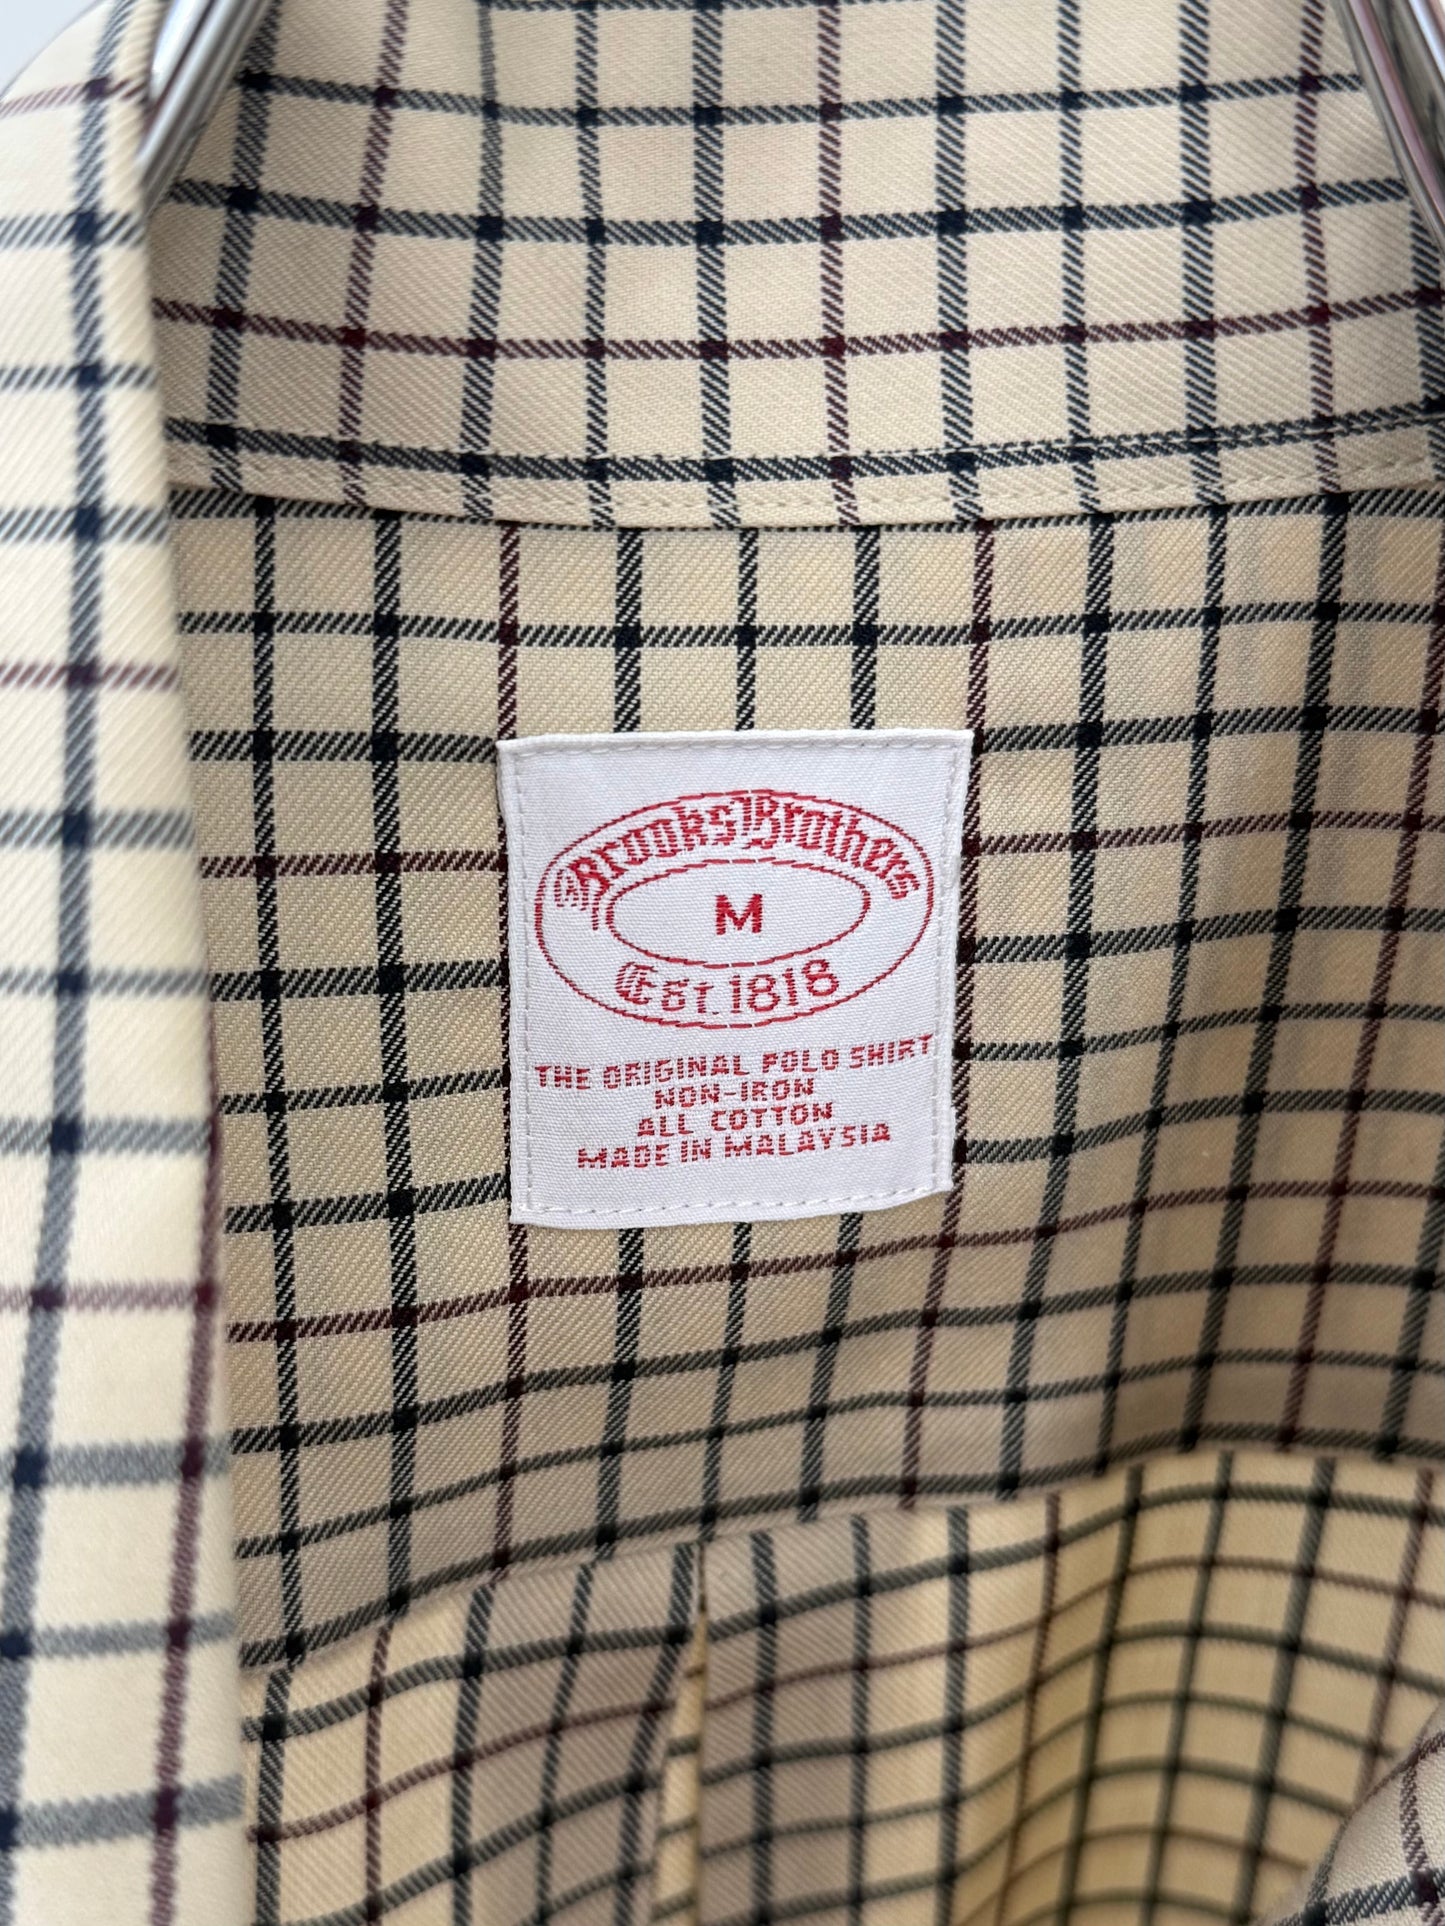 Brooks Brothers
M
Est. 1818
THE ORIGINAL POLO SHIRT
NON-IRON
ALL COTTON
MADE IN MALAYSIA